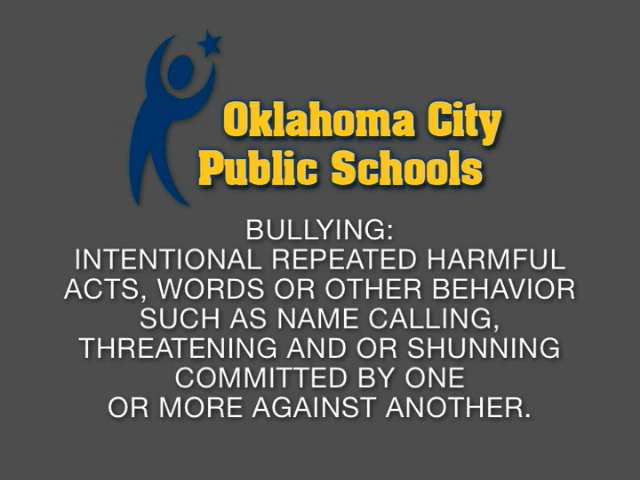 Oklahoma City
Public Schools
BULLYING:
INTENTIONAL REPEATED HARMFUL
ACTS, WORDS OR OTHER BEHAVIOR
SUCH AS NAME CALLING,
THREATENING AND OR SHUNNING
COMMITTED BY ONE
OR MORE AGAINST ANOTHER.